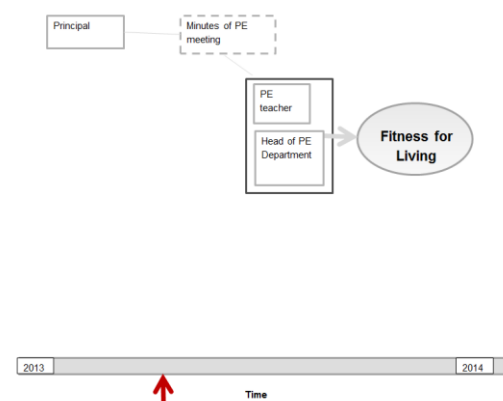 Principal
Minutes of PE
meeting
PE
teacher
Head of PE
Department
Fitness for
Living
2013
2014
Time